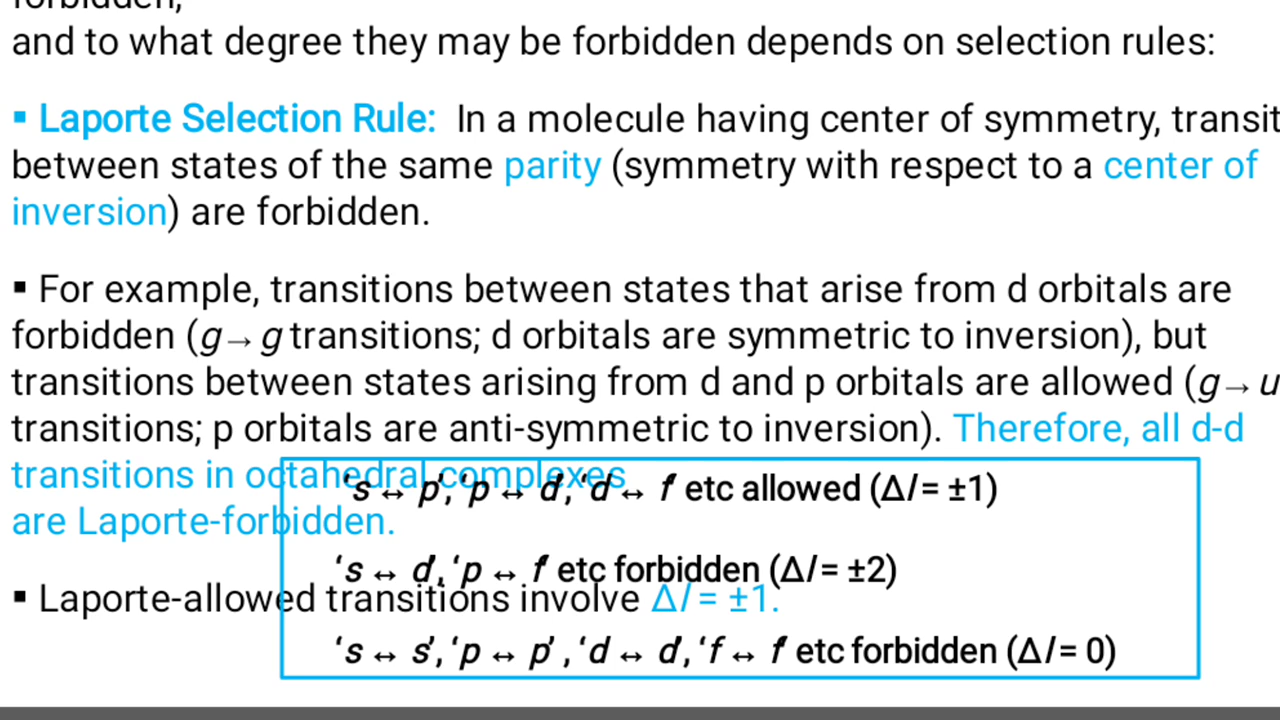 forbidden,
and to what degree they may be forbidden depends on selection rules:
▪ Laporte Selection Rule: In a molecule having center of symmetry, transit
between states of the same parity (symmetry with respect to a center of
inversion) are forbidden.
▪ For example, transitions between states that arise from d orbitals are
forbidden (g→ g transitions; d orbitals are symmetric to inversion), but
transitions between states arising from d and p orbitals are allowed (g→ u
transitions; p orbitals are anti-symmetric to inversion). Therefore, all d-d
transitions in octahedral complexes
‘s ↔ p’, ‘p ↔ d’, ‘d ↔ f’ etc allowed (Δl = ±1)
are Laporte-forbidden.
‘s ↔ d’, ‘p ↔ f’ etc forbidden (Δl = ±2)
▪ Laporte-allowed transitions involve Δl = ±1.
‘s ↔ s’, ‘p ↔ p’ , ‘d ↔ d’, ‘f ↔ f’ etc forbidden (Δl = 0)